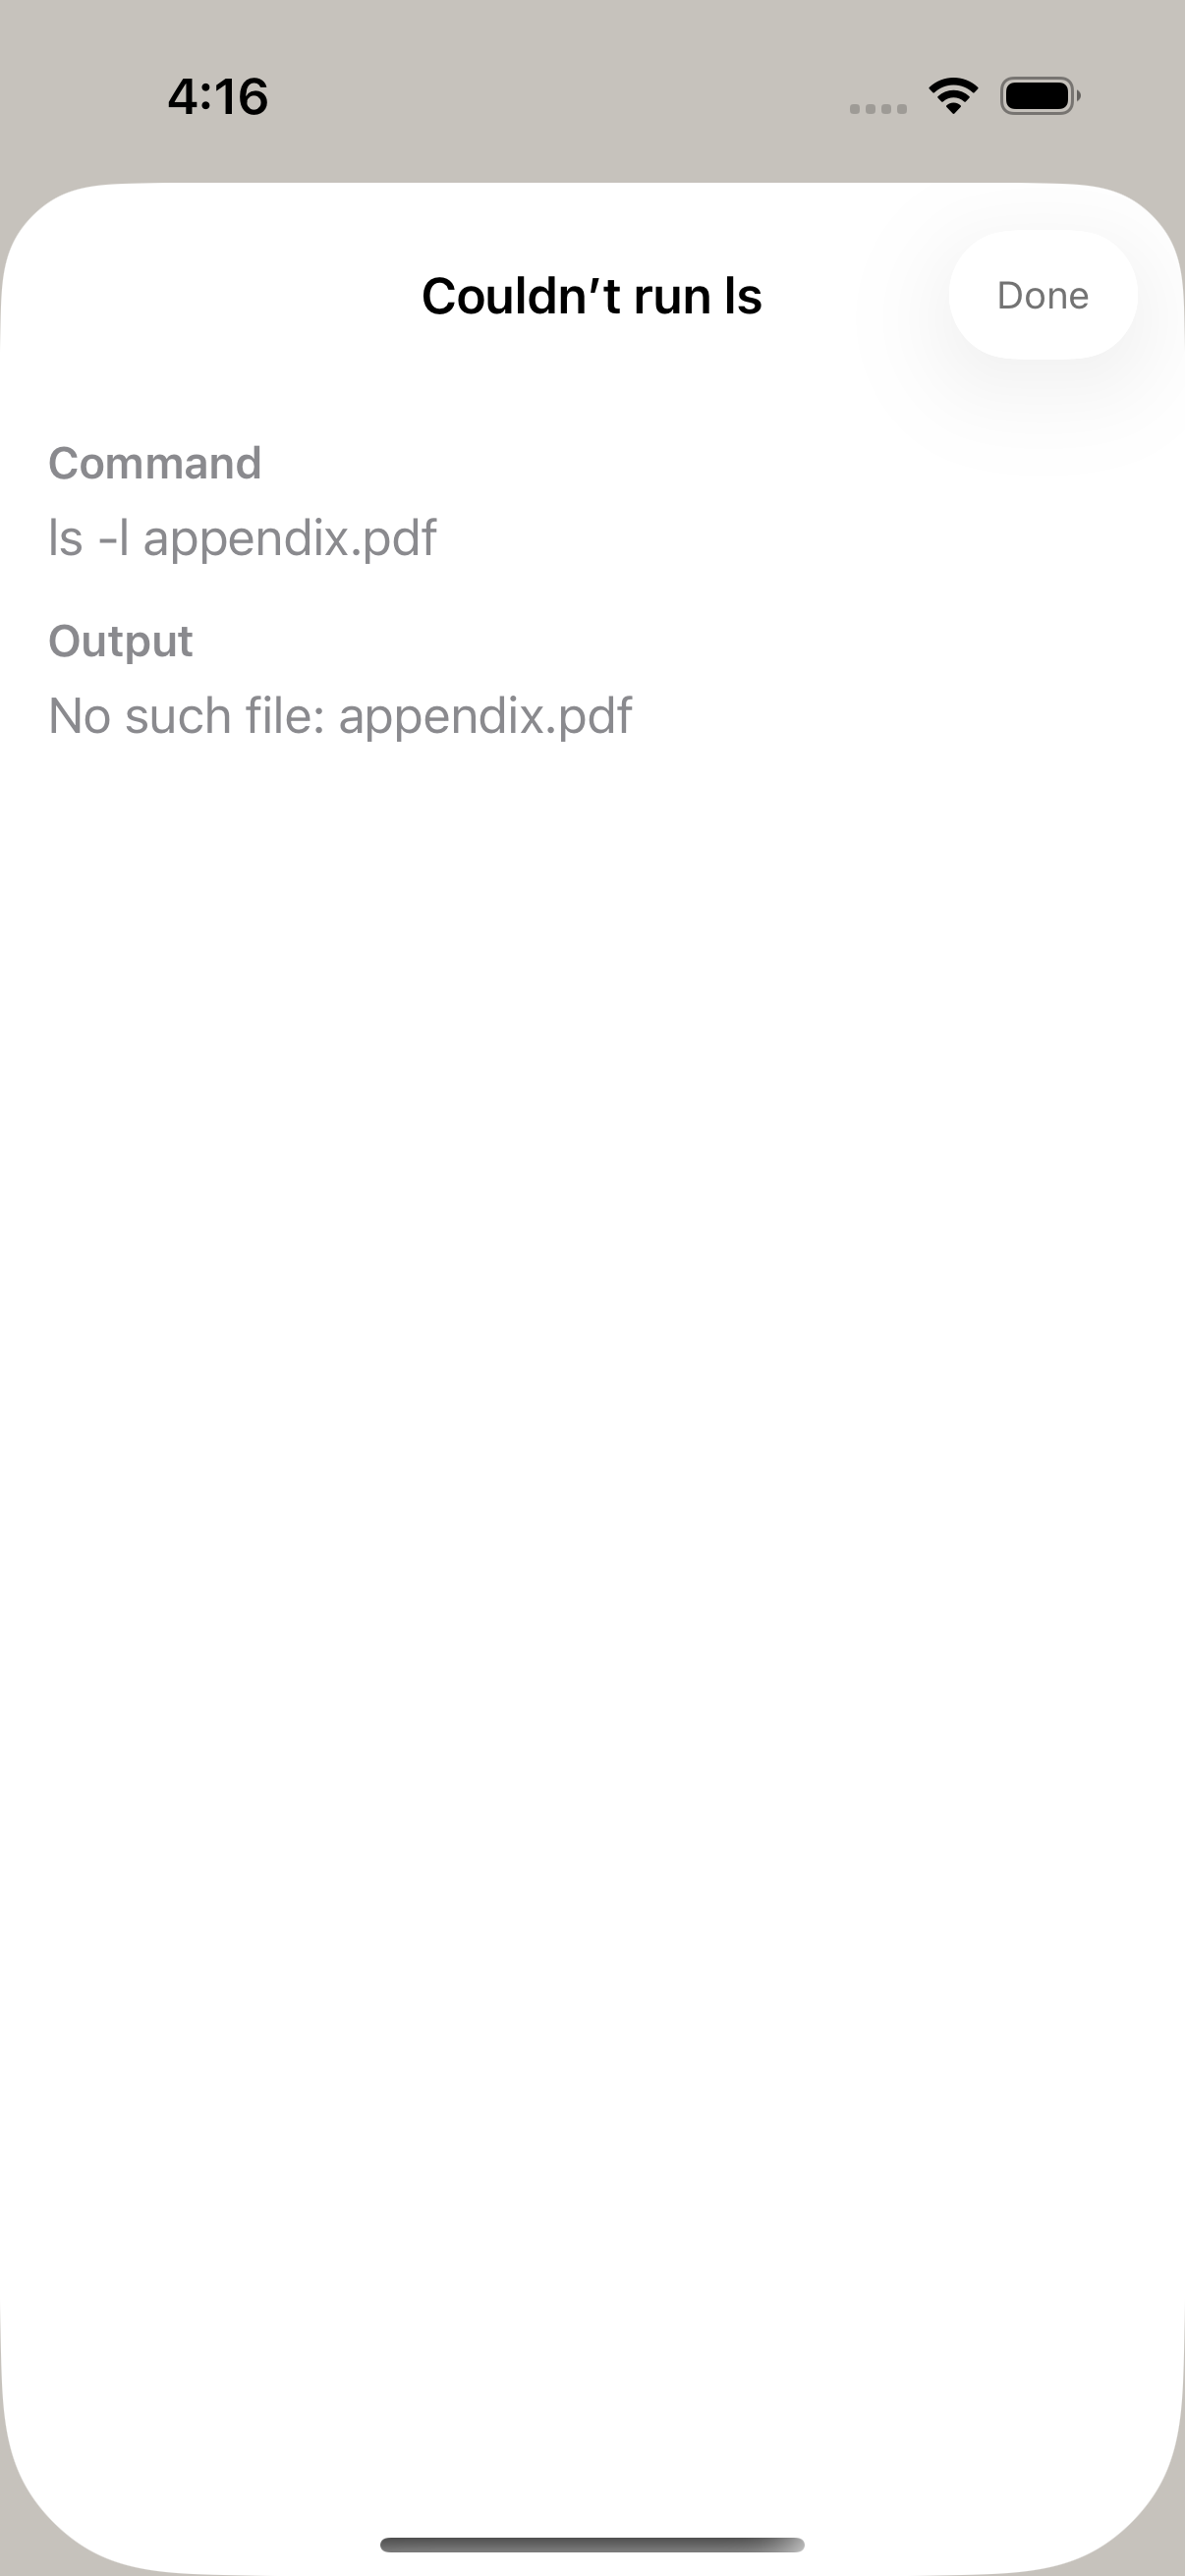 4:16
Couldn’t run ls
Done
Command
ls -l appendix.pdf
Output
No such file: appendix.pdf